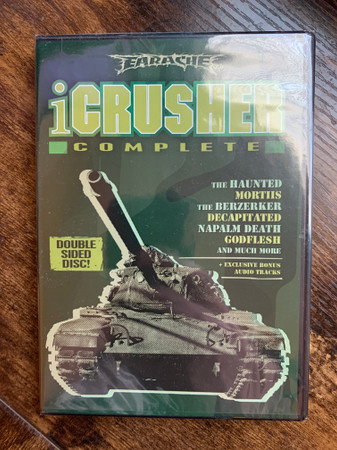 EARACHE
iCRUSHER
COMPLETE
THE HAUNTED
MORTIIS
THE BERZERKER
DECAPITATED
NAPALM DEATH
GODFLESH
AND MUCH MORE
+ EXCLUSIVE BONUS
AUDIO TRACKS
DOUBLE
SIDED
DISC!